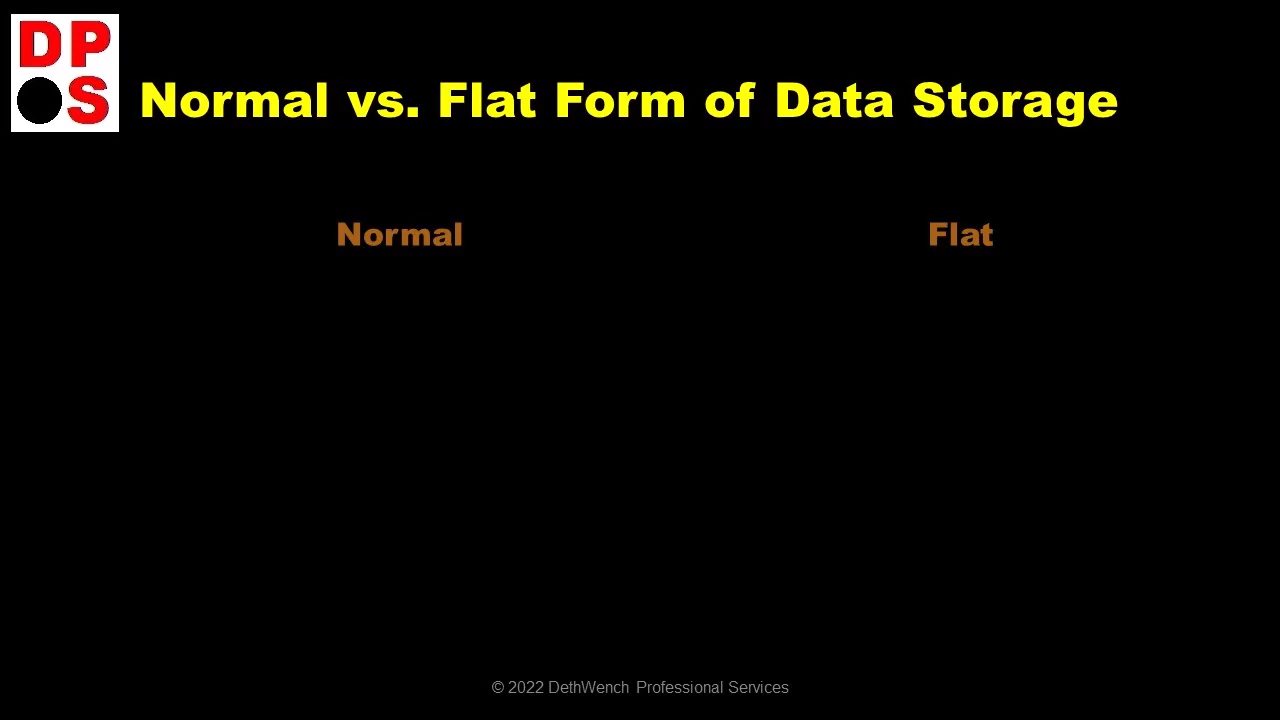 DP
S
Normal vs. Flat Form of Data Storage
Normal
Flat
© 2022 DethWench Professional Services